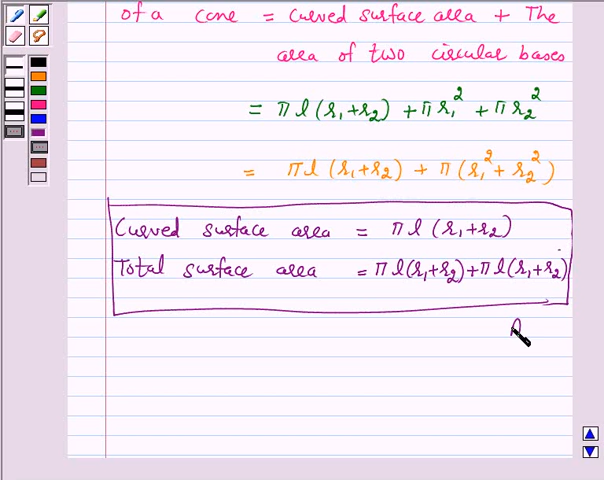 of a cone = Curved surface area + The
area of two circular bases
= πl(r₁+r₂) + πr₁² + πr₂²
= πl(r₁+r₂) + π(r₁²+r₂²)
Curved surface area = πl(r₁+r₂)
Total surface area = πl(r₁+r₂)+πl(r₁+r₂)